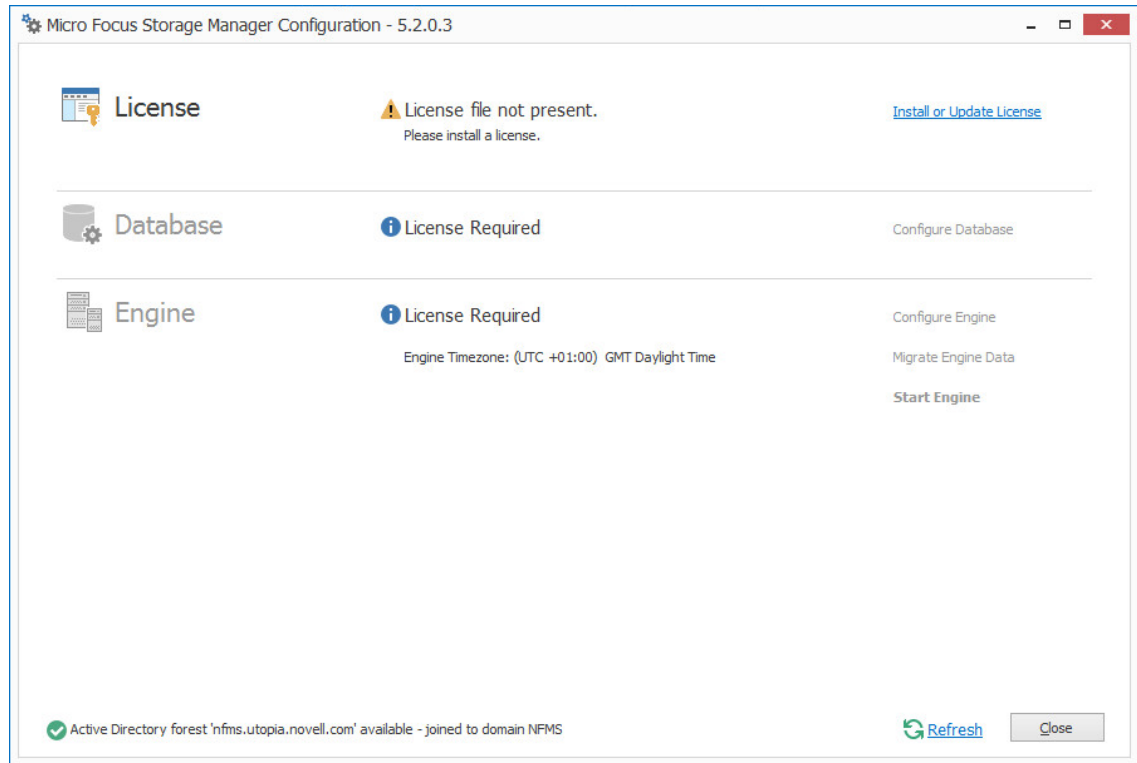 Micro Focus Storage Manager Configuration - 5.2.0.3
License
License file not present.
Install or Update License
Please install a license.
Database
License Required
Configure Database
Engine
License Required
Configure Engine
Engine Timezone: (UTC +01:00) GMT Daylight Time
Migrate Engine Data
Start Engine
Active Directory forest 'nfms.utopia.novell.com' available - joined to domain NFMS
Refresh
Close